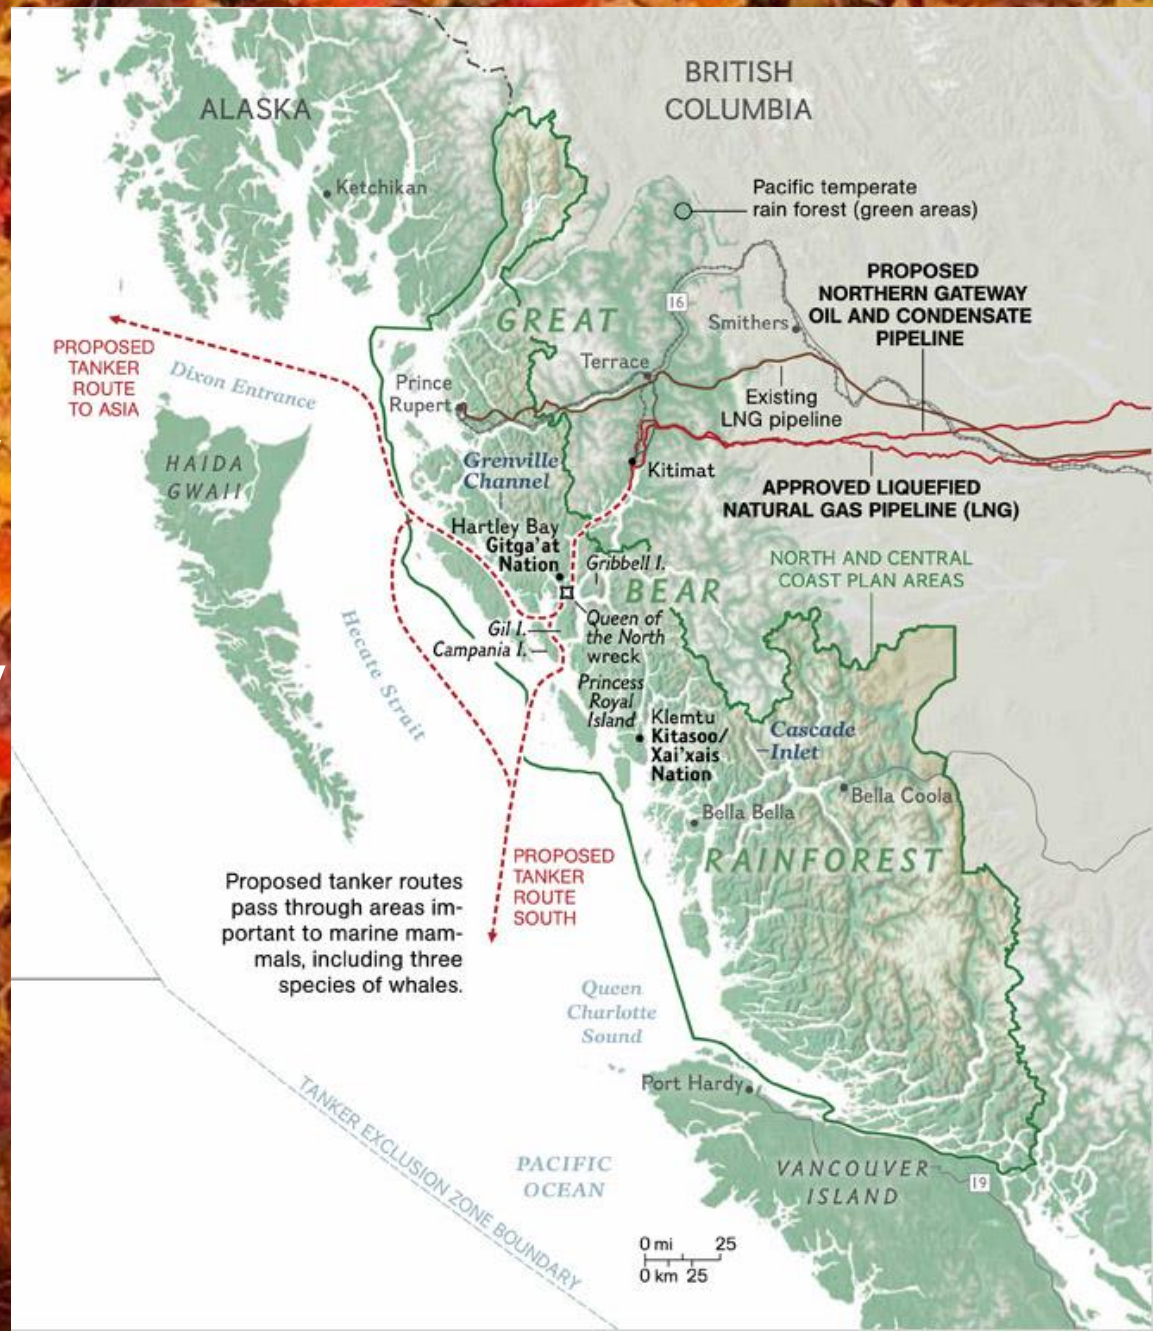 BRITISH
COLUMBIA
ALASKA
Ketchikan
Pacific temperate
rain forest (green areas)
PROPOSED
NORTHERN GATEWAY
OIL AND CONDENSATE
PIPELINE
16
GREAT
Smithers
PROPOSED
TANKER
ROUTE
TO ASIA
Dixon Entrance
Terrace
Prince
Rupert
Existing
LNG pipeline
HAIDA
GWAII
Grenville
Channel
Kitimat
APPROVED LIQUEFIED
NATURAL GAS PIPELINE (LNG)
Hartley Bay
Gitga'at
Nation
Gribbell I.
NORTH AND CENTRAL
COAST PLAN AREAS
BEAR
Hecate Strait
Gil I.
Campania I.
Queen of
the North
wreck
Princess
Royal
Island
Klemtu
Kitasoo/
Xai'xais
Nation
Cascade
Inlet
Bella Coola
Bella Bella
RAINFOREST
PROPOSED
TANKER
ROUTE
SOUTH
Proposed tanker routes
pass through areas im-
portant to marine mam-
mals, including three
species of whales.
Queen
Charlotte
Sound
Port Hardy
TANKER EXCLUSION ZONE BOUNDARY
PACIFIC
OCEAN
VANCOUVER
ISLAND
19
0 mi 25
0 km 25